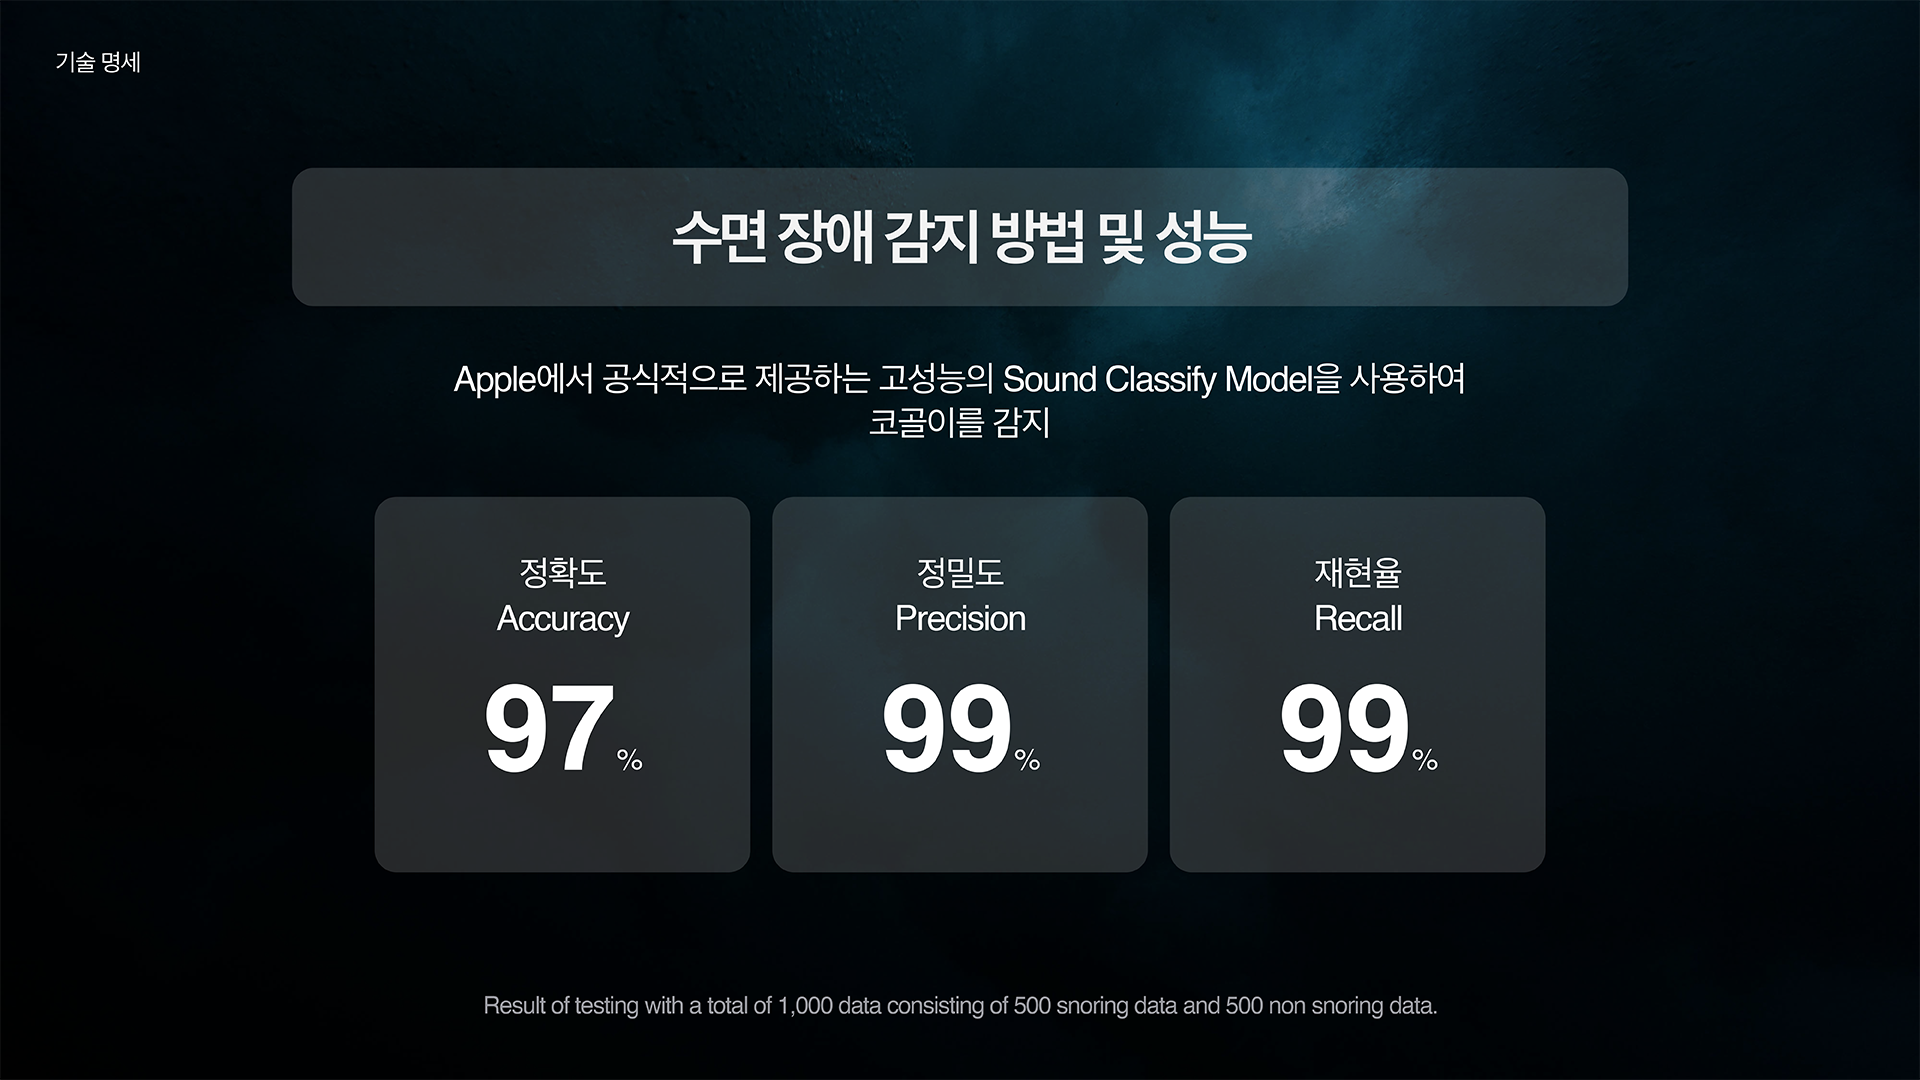 기술 명세
수면 장애 감지 방법 및 성능
Apple에서 공식적으로 제공하는 고성능의 Sound Classify Model을 사용하여
코골이를 감지
정확도
Accuracy
97%
정밀도
Precision
99%
재현율
Recall
99%
Result of testing with a total of 1,000 data consisting of 500 snoring data and 500 non snoring data.